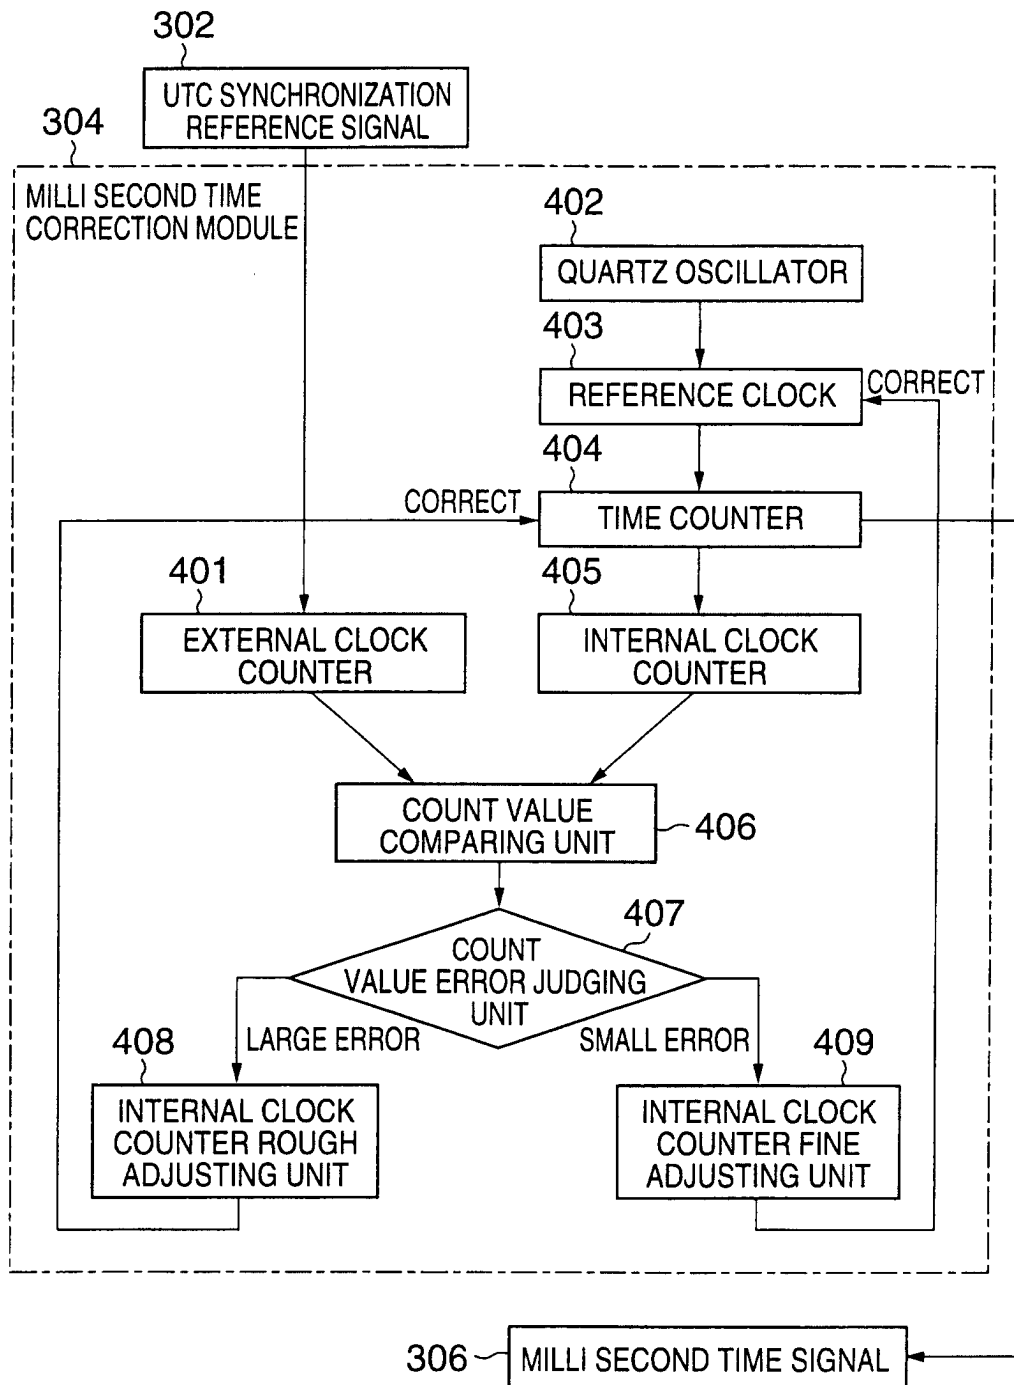 302
UTC SYNCHRONIZATION
REFERENCE SIGNAL
304
MILLI SECOND TIME
CORRECTION MODULE
402
QUARTZ OSCILLATOR
403
REFERENCE CLOCK
CORRECT
404
CORRECT
TIME COUNTER
401
EXTERNAL CLOCK
COUNTER
405
INTERNAL CLOCK
COUNTER
COUNT VALUE
COMPARING UNIT
406
407
COUNT
VALUE ERROR JUDGING
UNIT
LARGE ERROR
SMALL ERROR
408
INTERNAL CLOCK
COUNTER ROUGH
ADJUSTING UNIT
409
INTERNAL CLOCK
COUNTER FINE
ADJUSTING UNIT
306
MILLI SECOND TIME SIGNAL